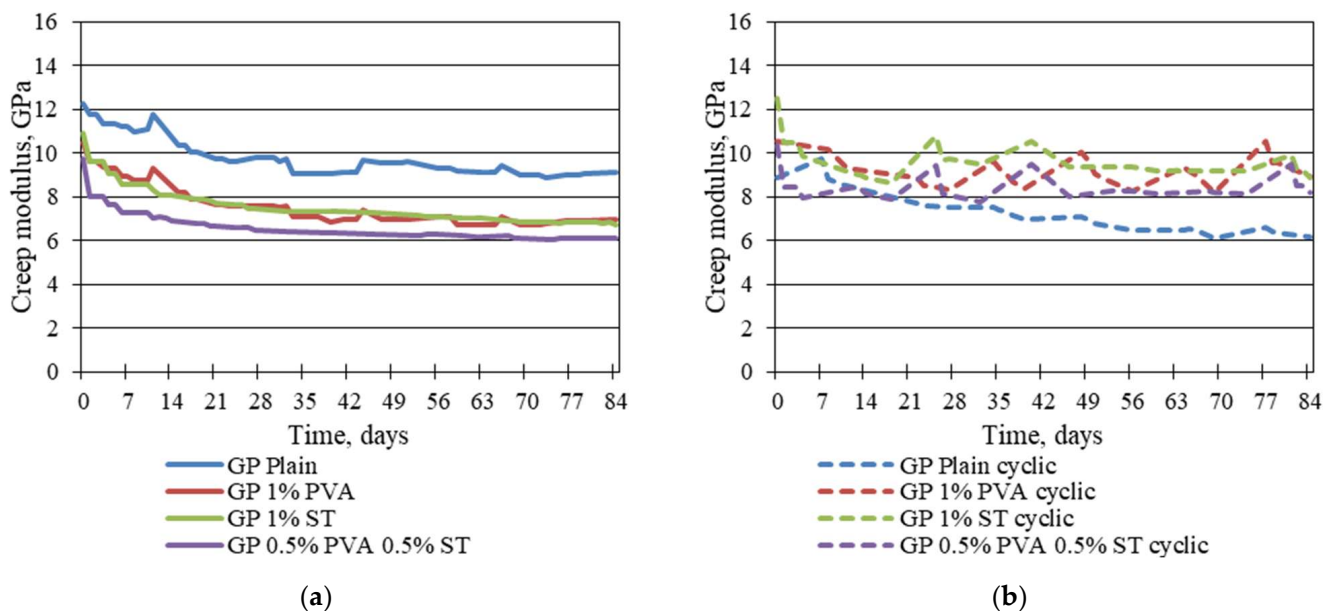 16
14
12
10
8
6
4
2
0
Creep modulus, GPa
0 7 14 21 28 35 42 49 56 63 70 77 84
Time, days
GP Plain
GP 1% PVA
GP 1% ST
GP 0.5% PVA 0.5% ST
(a)
16
14
12
10
8
6
4
2
0
Creep modulus, GPa
0 7 14 21 28 35 42 49 56 63 70 77 84
Time, days
GP Plain cyclic
GP 1% PVA cyclic
GP 1% ST cyclic
GP 0.5% PVA 0.5% ST cyclic
(b)